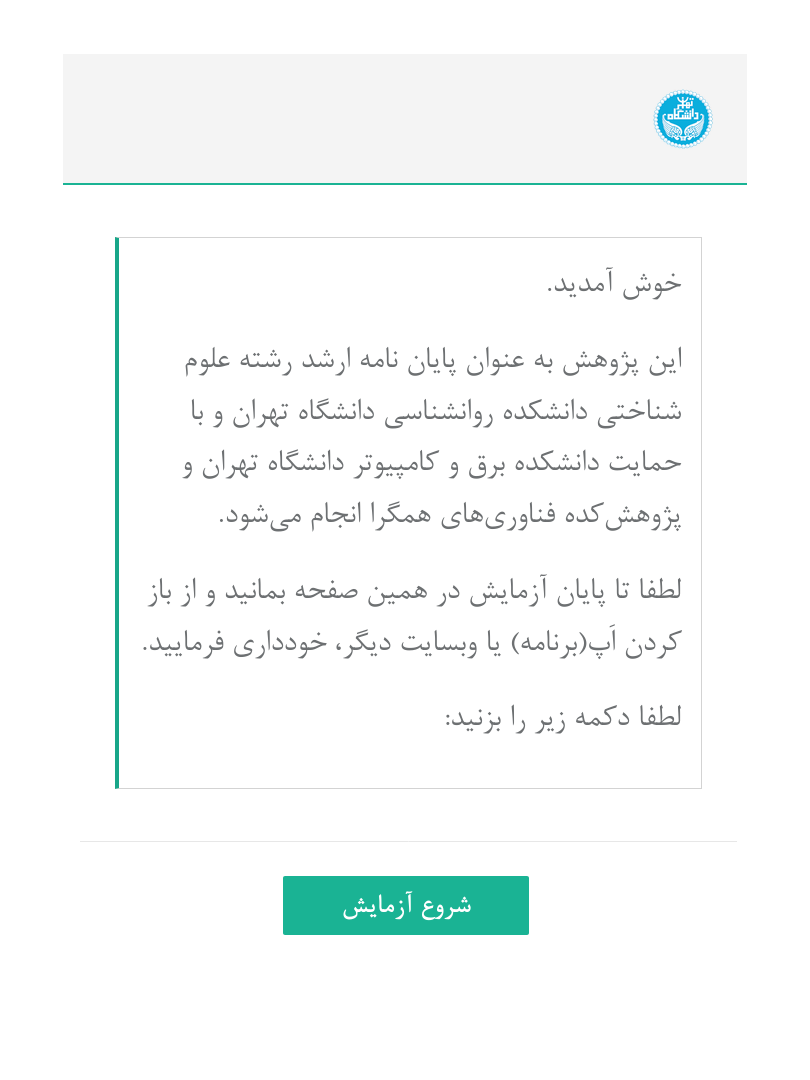 دانشگاه تهران
خوش آمدید.
این پژوهش به عنوان پایان نامه ارشد رشته علوم
شناختی دانشکده روانشناسی دانشگاه تهران و با
حمایت دانشکده برق و کامپیوتر دانشگاه تهران و
پژوهش‌کده فناوری‌های همگرا انجام می‌شود.
لطفا تا پایان آزمایش در همین صفحه بمانید و از باز
کردن اَپ(برنامه) یا وبسایت دیگر، خودداری فرمایید.
لطفا دکمه زیر را بزنید:
شروع آزمایش